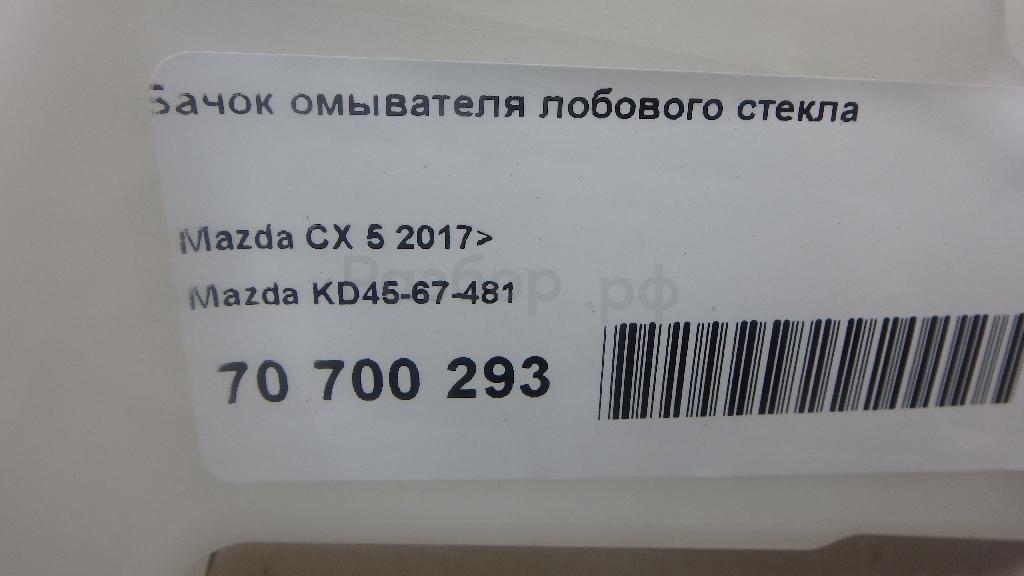 Бачок омывателя лобового стекла
Mazda CX 5 2017>
Mazda KD45-67-481
Разбор.рф
70 700 293